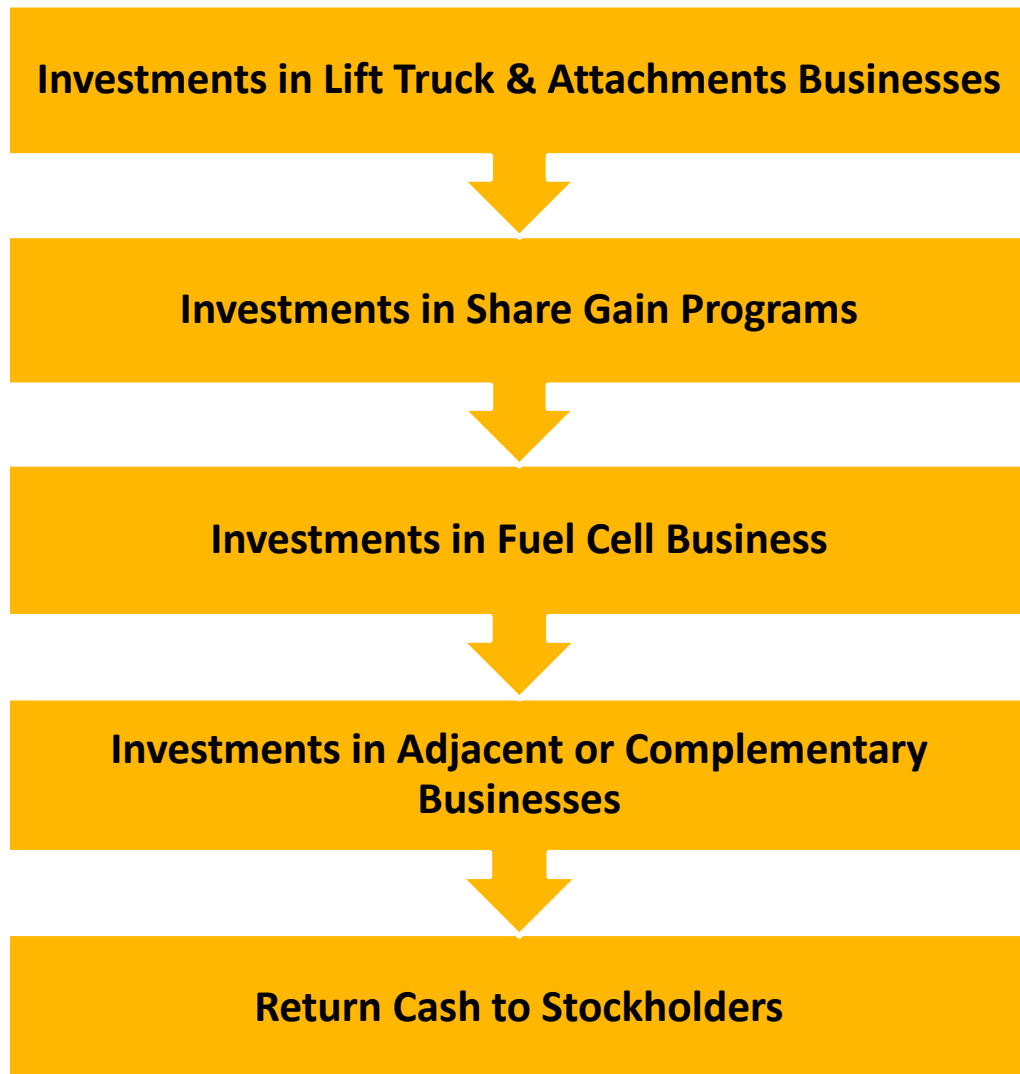 Investments in Lift Truck & Attachments Businesses
Investments in Share Gain Programs
Investments in Fuel Cell Business
Investments in Adjacent or Complementary
Businesses
Return Cash to Stockholders